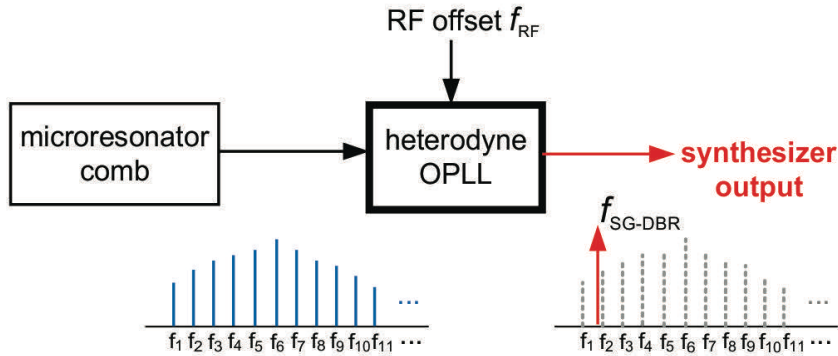 RF offset f_RF
microresonator
comb
heterodyne
OPLL
synthesizer
output
f_SG-DBR
...
...
f₁ f₂ f₃ f₄ f₅ f₆ f₇ f₈ f₉ f₁₀ f₁₁ ...
f₁ f₂ f₃ f₄ f₅ f₆ f₇ f₈ f₉ f₁₀ f₁₁ ...